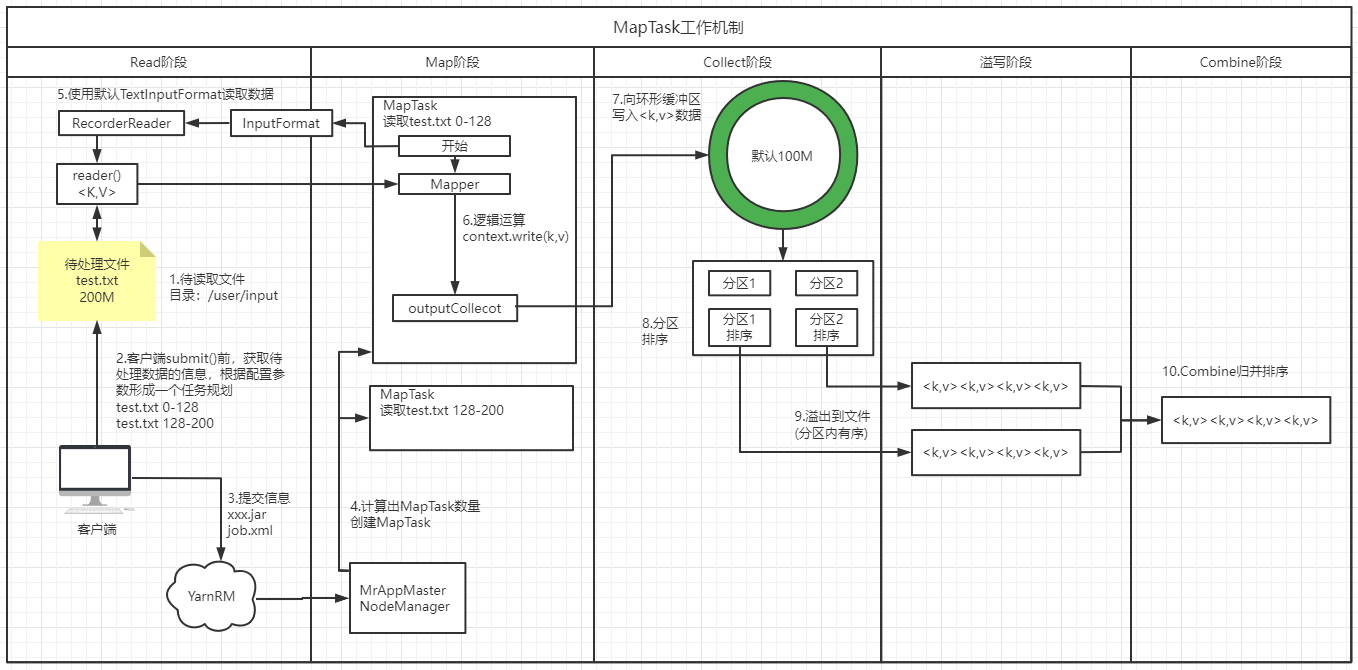 MapTask工作机制
Read阶段
Map阶段
Collect阶段
溢写阶段
Combine阶段
5.使用默认TextInputFormat读取数据
RecorderReader
InputFormat
reader()
<K,V>
待处理文件
test.txt
200M
1.待读取文件
目录：/user/input
2.客户端submit()前，获取待
处理数据的信息，根据配置参
数形成一个任务规划
test.txt 0-128
test.txt 128-200
客户端
3.提交信息
xxx.jar
job.xml
YarnRM
MapTask
读取test.txt 0-128
开始
Mapper
6.逻辑运算
context.write(k,v)
outputCollecot
MapTask
读取test.txt 128-200
4.计算出MapTask数量
创建MapTask
MrAppMaster
NodeManager
7.向环形缓冲区
写入<k,v>数据
默认100M
分区1
分区2
8.分区
排序
分区1
排序
分区2
排序
9.溢出到文件
(分区内有序)
<k,v><k,v><k,v><k,v>
<k,v><k,v><k,v><k,v>
10.Combine归并排序
<k,v><k,v><k,v><k,v>